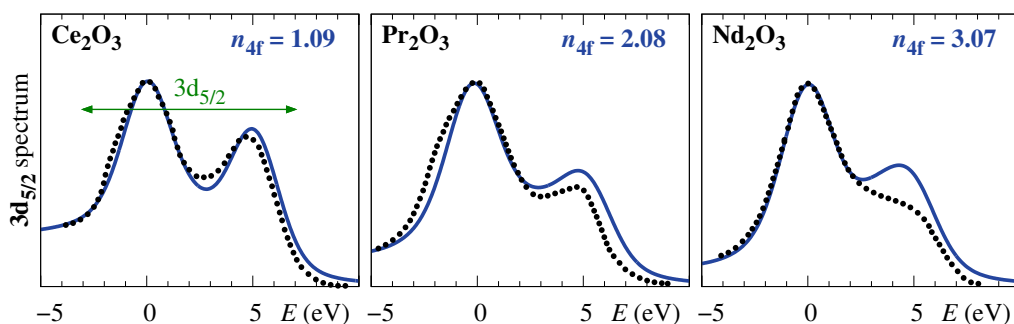 Ce₂O₃ n₄f = 1.09
3d₅/₂
Pr₂O₃ n₄f = 2.08
Nd₂O₃ n₄f = 3.07
3d₅/₂ spectrum
−5 0 5 E (eV)
−5 0 5 E (eV)
−5 0 5 E (eV)